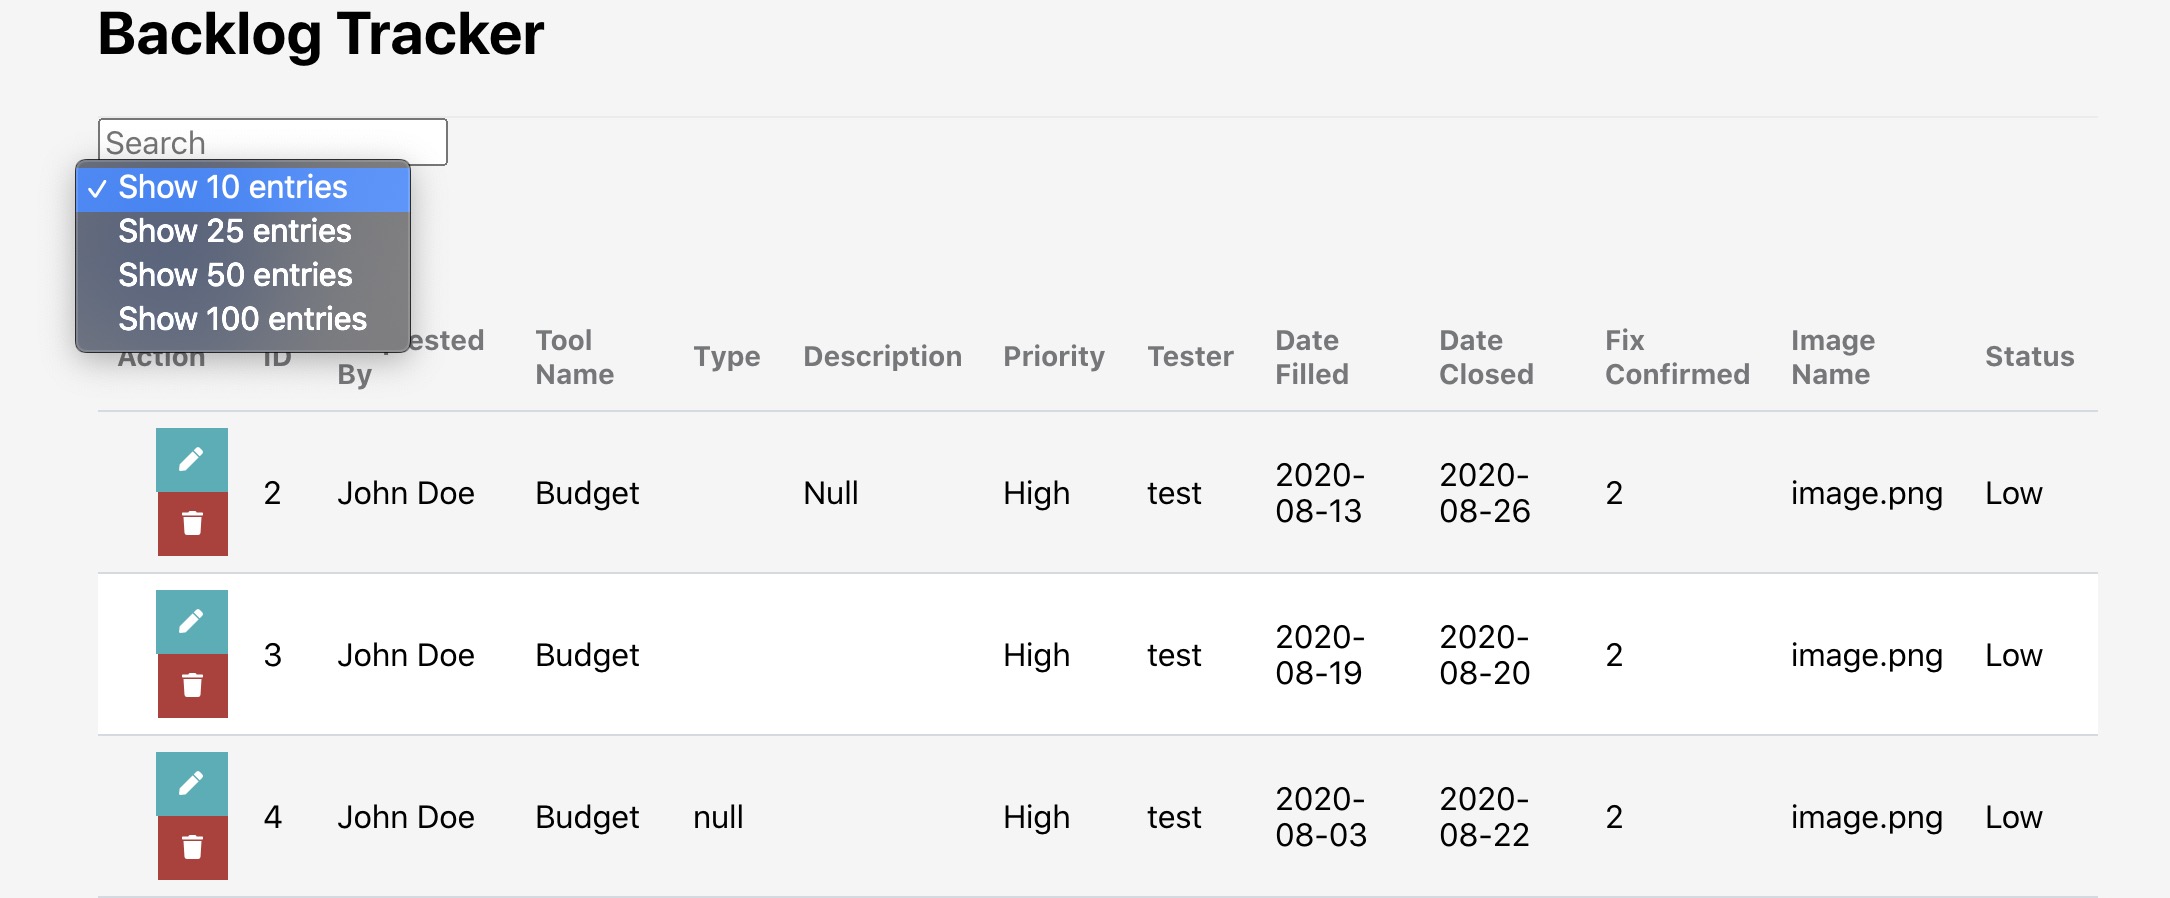 Backlog Tracker
Search
✓ Show 10 entries
Show 25 entries
Show 50 entries
Show 100 entries
Action ID By Tool Name Type Description Priority Tester Date Filled Date Closed Fix Confirmed Image Name Status
2 John Doe Budget Null High test 2020-08-13 2020-08-26 2 image.png Low
3 John Doe Budget High test 2020-08-19 2020-08-20 2 image.png Low
4 John Doe Budget null High test 2020-08-03 2020-08-22 2 image.png Low